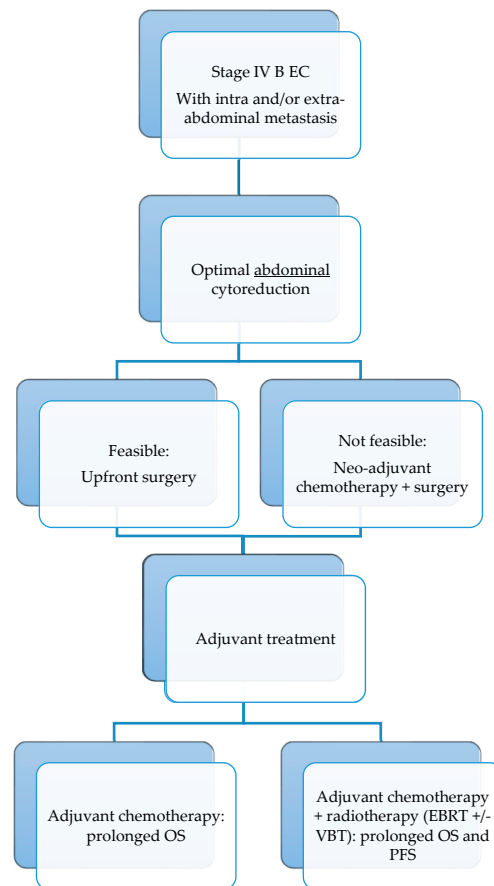 Stage IV B EC
With intra and/or extra-
abdominal metastasis
Optimal abdominal
cytoreduction
Feasible:
Upfront surgery
Not feasible:
Neo-adjuvant
chemotherapy + surgery
Adjuvant treatment
Adjuvant chemotherapy:
prolonged OS
Adjuvant chemotherapy
+ radiotherapy (EBRT +/-
VBT): prolonged OS and
PFS